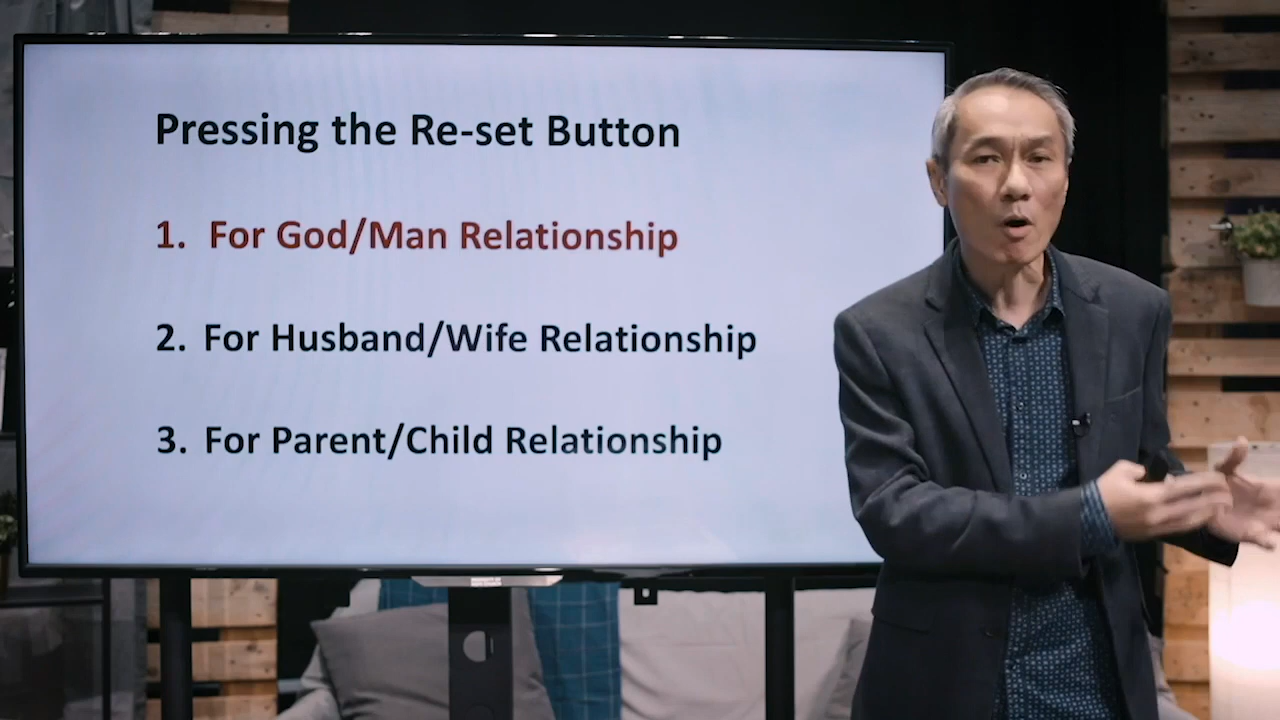 Pressing the Re-set Button
1. For God/Man Relationship
2. For Husband/Wife Relationship
3. For Parent/Child Relationship